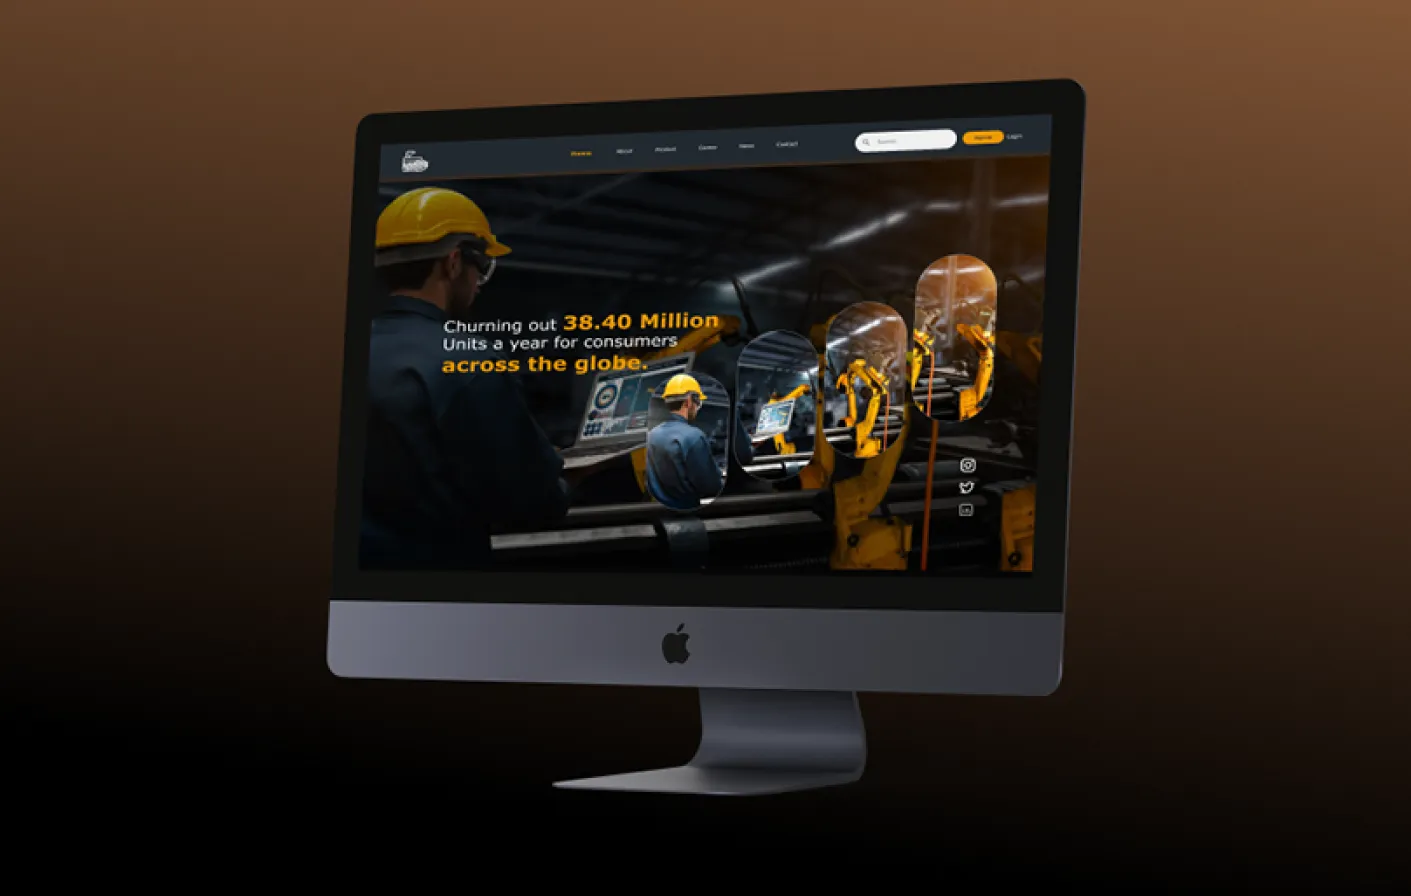 Home
About
Product
Career
News
Contact
Search
Login
Churning out 38.40 Million
Units a year for consumers
across the globe.